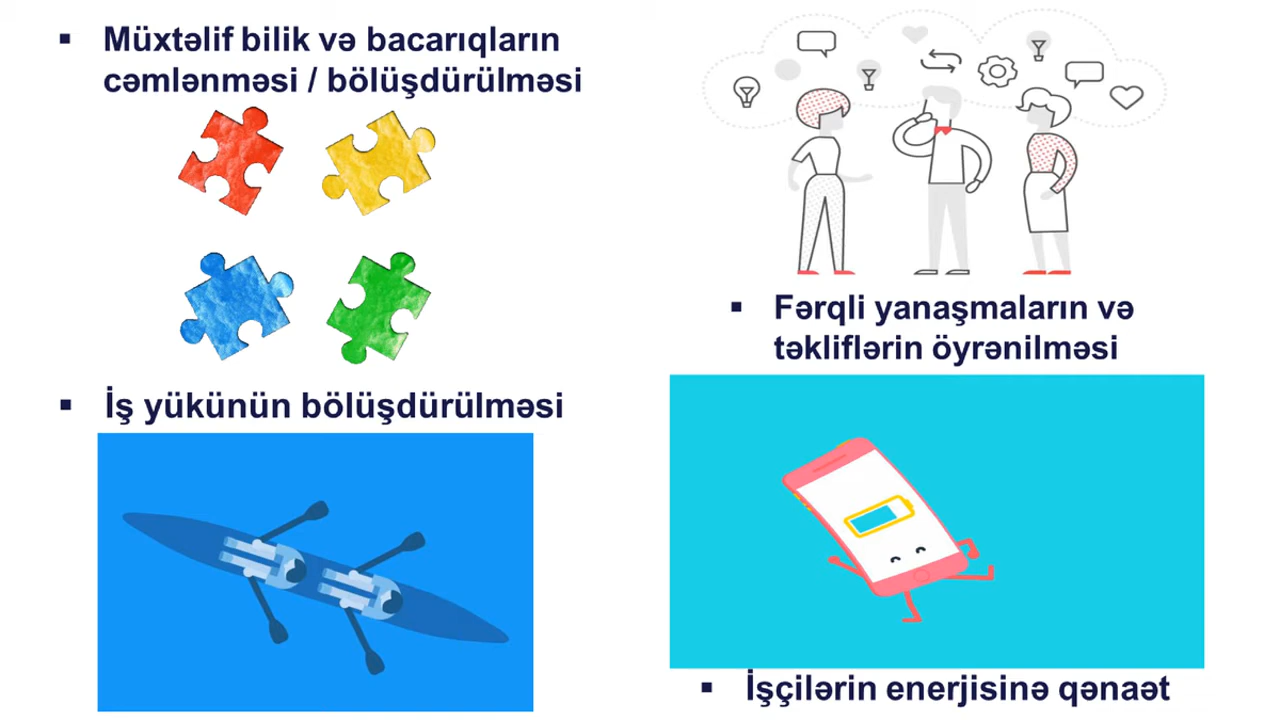 ▪ Müxtəlif bilik və bacarıqların
cəmlənməsi / bölüşdürülməsi
▪ İş yükünün bölüşdürülməsi
▪ Fərqli yanaşmaların və
təkliflərin öyrənilməsi
▪ İşçilərin enerjisinə qənaət